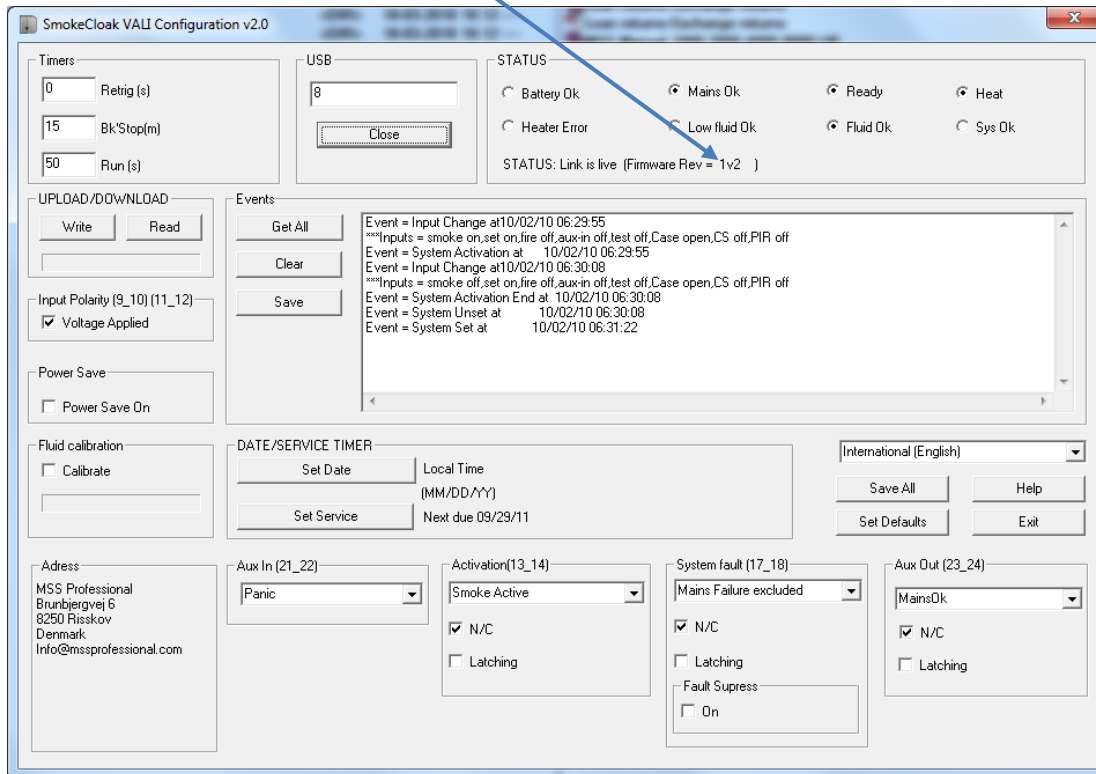 SmokeCloak VALI Configuration v2.0
Timers
0 Retrig (s)
15 Bk'Stop(m)
50 Run (s)
USB
8
Close
STATUS
Battery Ok Mains Ok Ready Heat
Heater Error Low fluid Ok Fluid Ok Sys Ok
STATUS: Link is live (Firmware Rev = 1v2 )
UPLOAD/DOWNLOAD
Write Read
Input Polarity (9_10) (11_12)
Voltage Applied
Power Save
Power Save On
Events
Get All
Clear
Save
Event = Input Change at10/02/10 06:29:55
***Inputs = smoke on,set on,fire off,aux-in off,test off,Case open,CS off,PIR off
Event = System Activation at 10/02/10 06:29:55
Event = Input Change at10/02/10 06:30:08
***Inputs = smoke off,set on,fire off,aux-in off,test off,Case open,CS off,PIR off
Event = System Activation End at 10/02/10 06:30:08
Event = System Unset at 10/02/10 06:30:08
Event = System Set at 10/02/10 06:31:22
Fluid calibration
Calibrate
DATE/SERVICE TIMER
Set Date Local Time
(MM/DD/YY)
Set Service Next due 09/29/11
International (English)
Save All Help
Set Defaults Exit
Adress
MSS Professional
Brunbjergvej 6
8250 Risskov
Denmark
Info@mssprofessional.com
Aux In (21_22)
Panic
Activation(13_14)
Smoke Active
N/C
Latching
System fault (17_18)
Mains Failure excluded
N/C
Latching
Fault Supress
On
Aux Out (23_24)
MainsOk
N/C
Latching